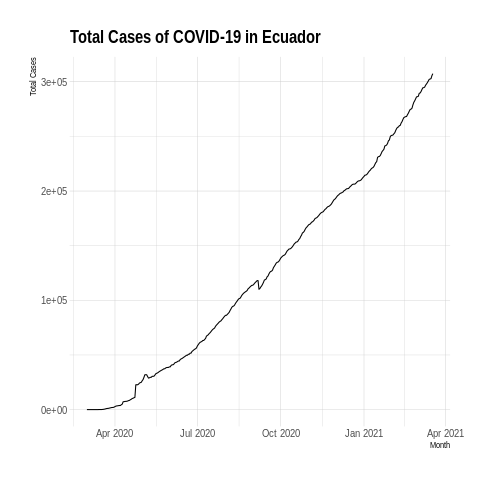 Total Cases of COVID-19 in Ecuador
Total Cases
3e+05
2e+05
1e+05
0e+00
Apr 2020 Jul 2020 Oct 2020 Jan 2021 Apr 2021
Month